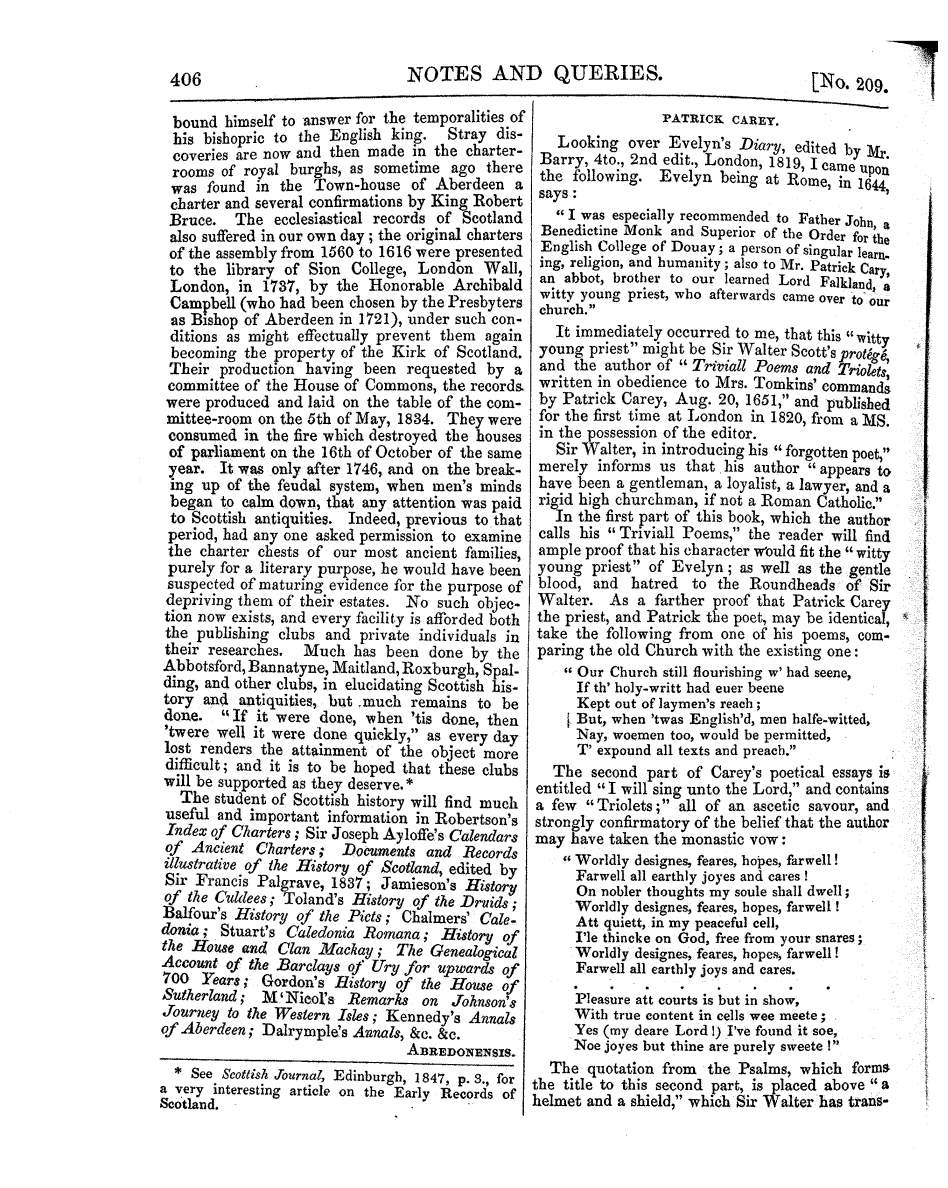 406 NOTES AND QUERIES. [No. 209.
bound himself to answer for the temporalities of
his bishopric to the English king. Stray dis-
coveries are now and then made in the charter-
rooms of royal burghs, as sometime ago there
was found in the Town-house of Aberdeen a
charter and several confirmations by King Robert
Bruce. The ecclesiastical records of Scotland
also suffered in our own day; the original charters
of the assembly from 1560 to 1616 were presented
to the library of Sion College, London Wall,
London, in 1737, by the Honorable Archibald
Campbell (who had been chosen by the Presbyters
as Bishop of Aberdeen in 1721), under such con-
ditions as might effectually prevent them again
becoming the property of the Kirk of Scotland.
Their production having been requested by a
committee of the House of Commons, the records
were produced and laid on the table of the com-
mittee-room on the 5th of May, 1834. They were
consumed in the fire which destroyed the houses
of parliament on the 16th of October of the same
year. It was only after 1746, and on the break-
ing up of the feudal system, when men's minds
began to calm down, that any attention was paid
to Scottish antiquities. Indeed, previous to that
period, had any one asked permission to examine
the charter chests of our most ancient families,
purely for a literary purpose, he would have been
suspected of maturing evidence for the purpose of
depriving them of their estates. No such objec-
tion now exists, and every facility is afforded both
the publishing clubs and private individuals in
their researches. Much has been done by the
Abbotsford, Bannatyne, Maitland, Roxburgh, Spal-
ding, and other clubs, in elucidating Scottish his-
tory and antiquities, but much remains to be
done. "If it were done, when 'tis done, then
'twere well it were done quickly," as every day
lost renders the attainment of the object more
difficult; and it is to be hoped that these clubs
will be supported as they deserve.*
The student of Scottish history will find much
useful and important information in Robertson's
Index of Charters; Sir Joseph Ayloffe's Calendars
of Ancient Charters; Documents and Records
illustrative of the History of Scotland, edited by
Sir Francis Palgrave, 1837; Jamieson's History
of the Culdees; Toland's History of the Druids;
Balfour's History of the Picts; Chalmers' Cale-
donia; Stuart's Caledonia Romana; History of
the House and Clan Mackay; The Genealogical
Account of the Barclays of Ury for upwards of
700 Years; Gordon's History of the House of
Sutherland; M'Nicol's Remarks on Johnson's
Journey to the Western Isles; Kennedy's Annals
of Aberdeen; Dalrymple's Annals, &c. &c.
ABREDONENSIS.
* See Scottish Journal, Edinburgh, 1847, p. 3., for
a very interesting article on the Early Records of
Scotland.
PATRICK CAREY.
Looking over Evelyn's Diary, edited by Mr.
Barry, 4to., 2nd edit., London, 1819, I came upon
the following. Evelyn being at Rome, in 1644,
says:
"I was especially recommended to Father John, a
Benedictine Monk and Superior of the Order for the
English College of Douay; a person of singular learn-
ing, religion, and humanity; also to Mr. Patrick Cary,
an abbot, brother to our learned Lord Falkland, a
witty young priest, who afterwards came over to our
church."
It immediately occurred to me, that this "witty
young priest" might be Sir Walter Scott's protégé,
and the author of "Triviall Poems and Triolets,
written in obedience to Mrs. Tomkins' commands
by Patrick Carey, Aug. 20, 1651," and published
for the first time at London in 1820, from a MS.
in the possession of the editor.
Sir Walter, in introducing his "forgotten poet,"
merely informs us that his author "appears to
have been a gentleman, a loyalist, a lawyer, and a
rigid high churchman, if not a Roman Catholic."
In the first part of this book, which the author
calls his "Triviall Poems," the reader will find
ample proof that his character would fit the "witty
young priest" of Evelyn; as well as the gentle
blood, and hatred to the Roundheads of Sir
Walter. As a farther proof that Patrick Carey
the priest, and Patrick the poet, may be identical,
take the following from one of his poems, com-
paring the old Church with the existing one:
"Our Church still flourishing w' had seene,
If th' holy-writt had euer beene
Kept out of laymen's reach;
But, when 'twas English'd, men halfe-witted,
Nay, woemen too, would be permitted,
T' expound all texts and preach."
The second part of Carey's poetical essays is
entitled "I will sing unto the Lord," and contains
a few "Triolets;" all of an ascetic savour, and
strongly confirmatory of the belief that the author
may have taken the monastic vow:
"Worldly designes, feares, hopes, farwell!
Farwell all earthly joyes and cares!
On nobler thoughts my soule shall dwell;
Worldly designes, feares, hopes, farwell!
Att quiett, in my peaceful cell,
I'le thincke on God, free from your snares;
Worldly designes, feares, hopes, farwell!
Farwell all earthly joys and cares.
. . . . . . . .
Pleasure att courts is but in show,
With true content in cells wee meete;
Yes (my deare Lord!) I've found it soe,
Noe joyes but thine are purely sweete!"
The quotation from the Psalms, which forms
the title to this second part, is placed above "a
helmet and a shield," which Sir Walter has trans-